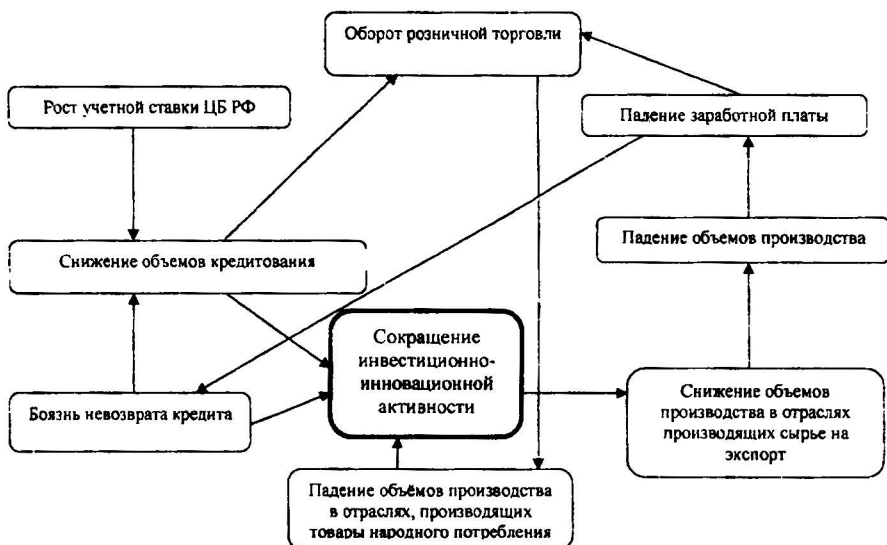 Оборот розничной торговли
Рост учетной ставки ЦБ РФ
Падение заработной платы
Снижение объемов кредитования
Падение объемов производства
Сокращение
инвестиционно-
инновационной
активности
Боязнь невозврата кредита
Снижение объемов
производства в отраслях
производящих сырье на
экспорт
Падение объёмов производства
в отраслях, производящих
товары народного потребления